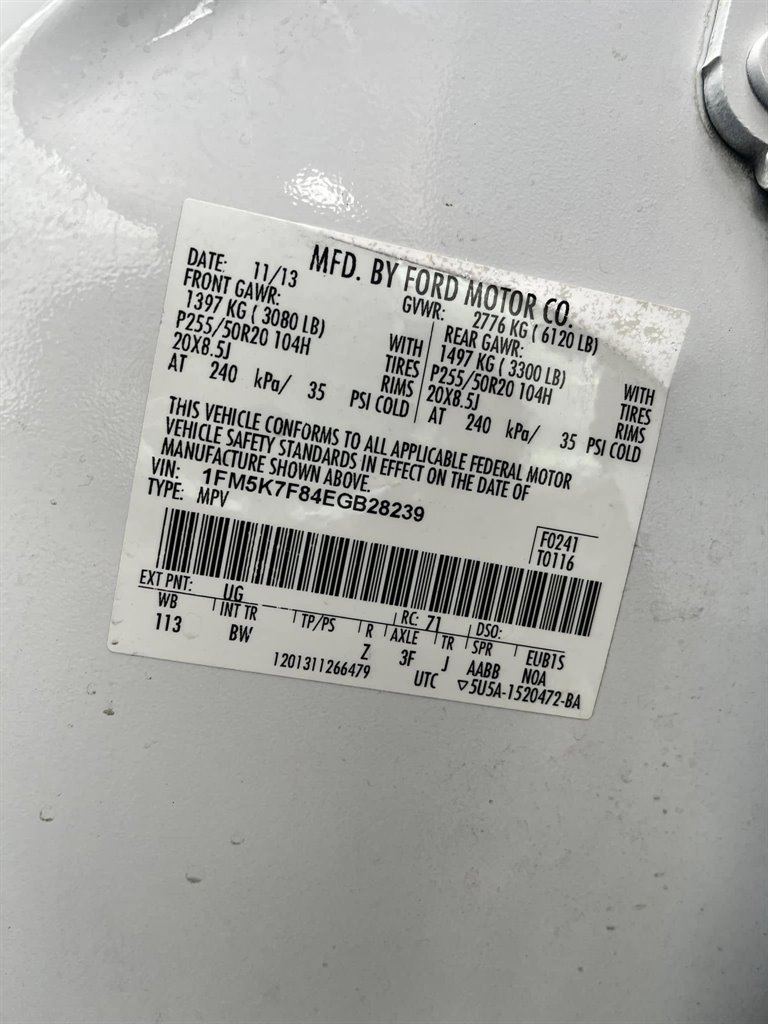 MFD. BY FORD MOTOR CO.
DATE: 11/13 GVWR: 2776 KG ( 6120 LB)
FRONT GAWR: REAR GAWR:
1397 KG ( 3080 LB) WITH 1497 KG ( 3300 LB) WITH
P255/50R20 104H TIRES P255/50R20 104H TIRES
20X8.5J RIMS 20X8.5J RIMS
AT 240 kPa/ 35 PSI COLD AT 240 kPa/ 35 PSI COLD
THIS VEHICLE CONFORMS TO ALL APPLICABLE FEDERAL MOTOR
VEHICLE SAFETY STANDARDS IN EFFECT ON THE DATE OF
MANUFACTURE SHOWN ABOVE.
VIN: 1FM5K7F84EGB28239
TYPE: MPV
F0241
T0116
EXT PNT: UG RC: 71 DSO:
WB INT TR TP/PS R AXLE TR SPR EUB1S
113 BW Z 3F J AABB NOA
1201311266479 UTC ▽5U5A-1520472-BA